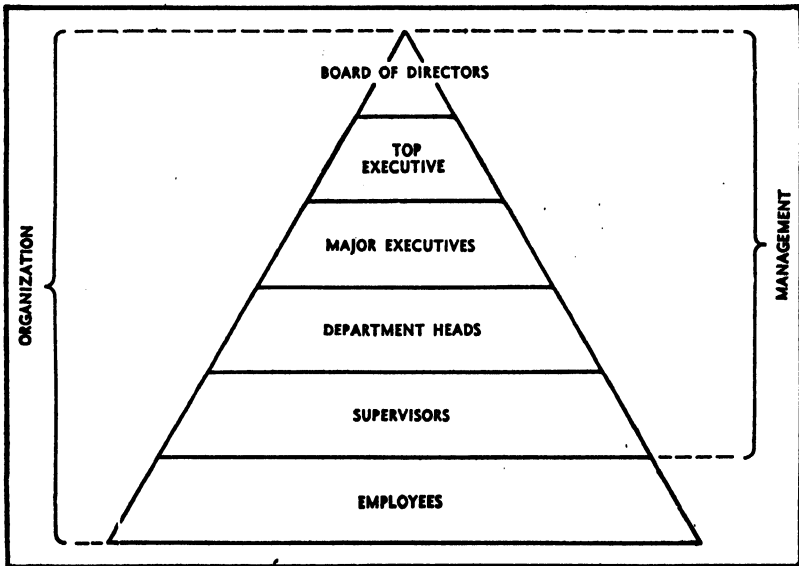 BOARD OF DIRECTORS
TOP
EXECUTIVE
MAJOR EXECUTIVES
DEPARTMENT HEADS
SUPERVISORS
EMPLOYEES
ORGANIZATION
MANAGEMENT